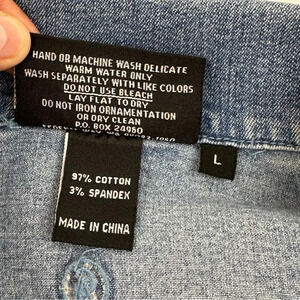 HAND OR MACHINE WASH DELICATE
WARM WATER ONLY
WASH SEPARATELY WITH LIKE COLORS
DO NOT USE BLEACH
LAY FLAT TO DRY
DO NOT IRON ORNAMENTATION
OR DRY CLEAN
P.O. BOX 24950
L
97% COTTON
3% SPANDEX
MADE IN CHINA